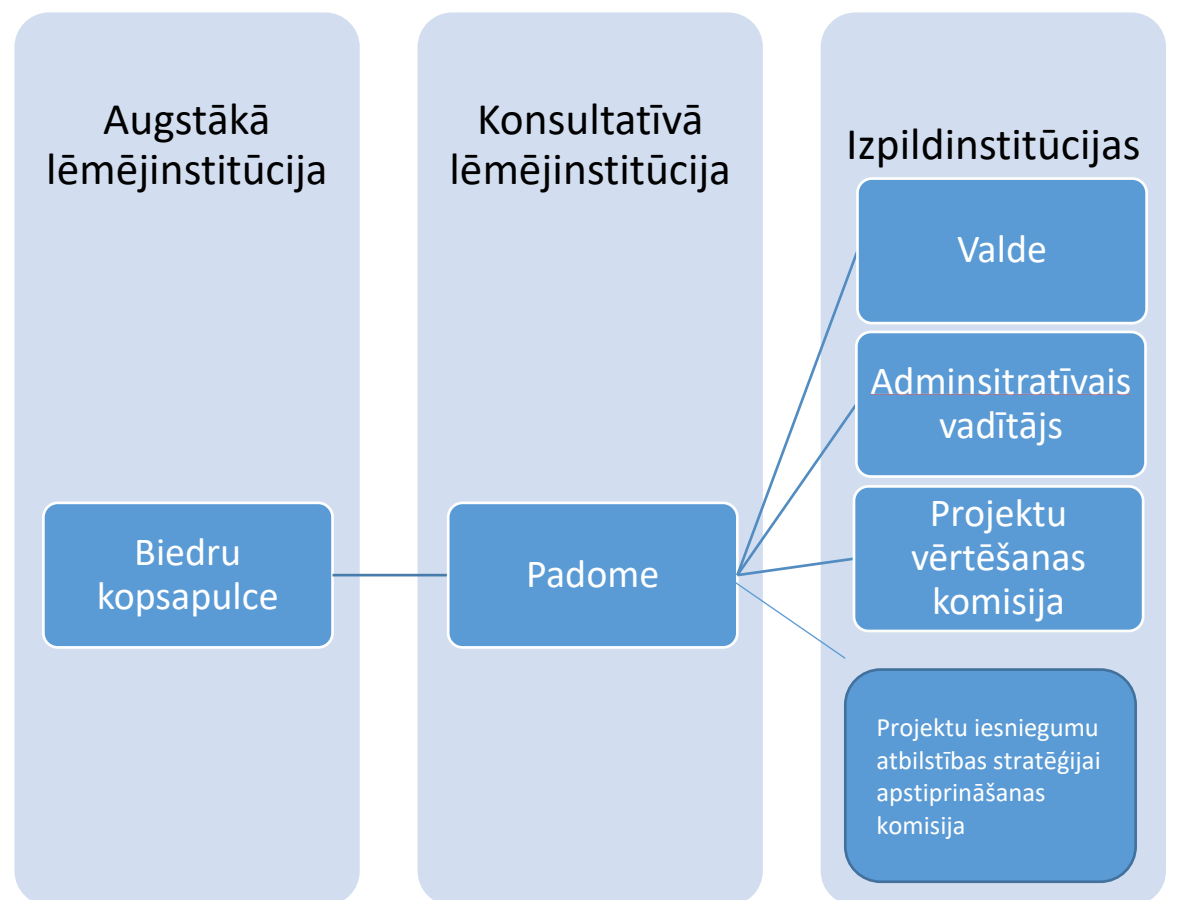 Augstākā
lēmējinstitūcija
Biedru
kopsapulce
Konsultatīvā
lēmējinstitūcija
Padome
Izpildinstitūcijas
Valde
Adminsitratīvais
vadītājs
Projektu
vērtēšanas
komisija
Projektu iesniegumu
atbilstības stratēģijai
apstiprināšanas
komisija